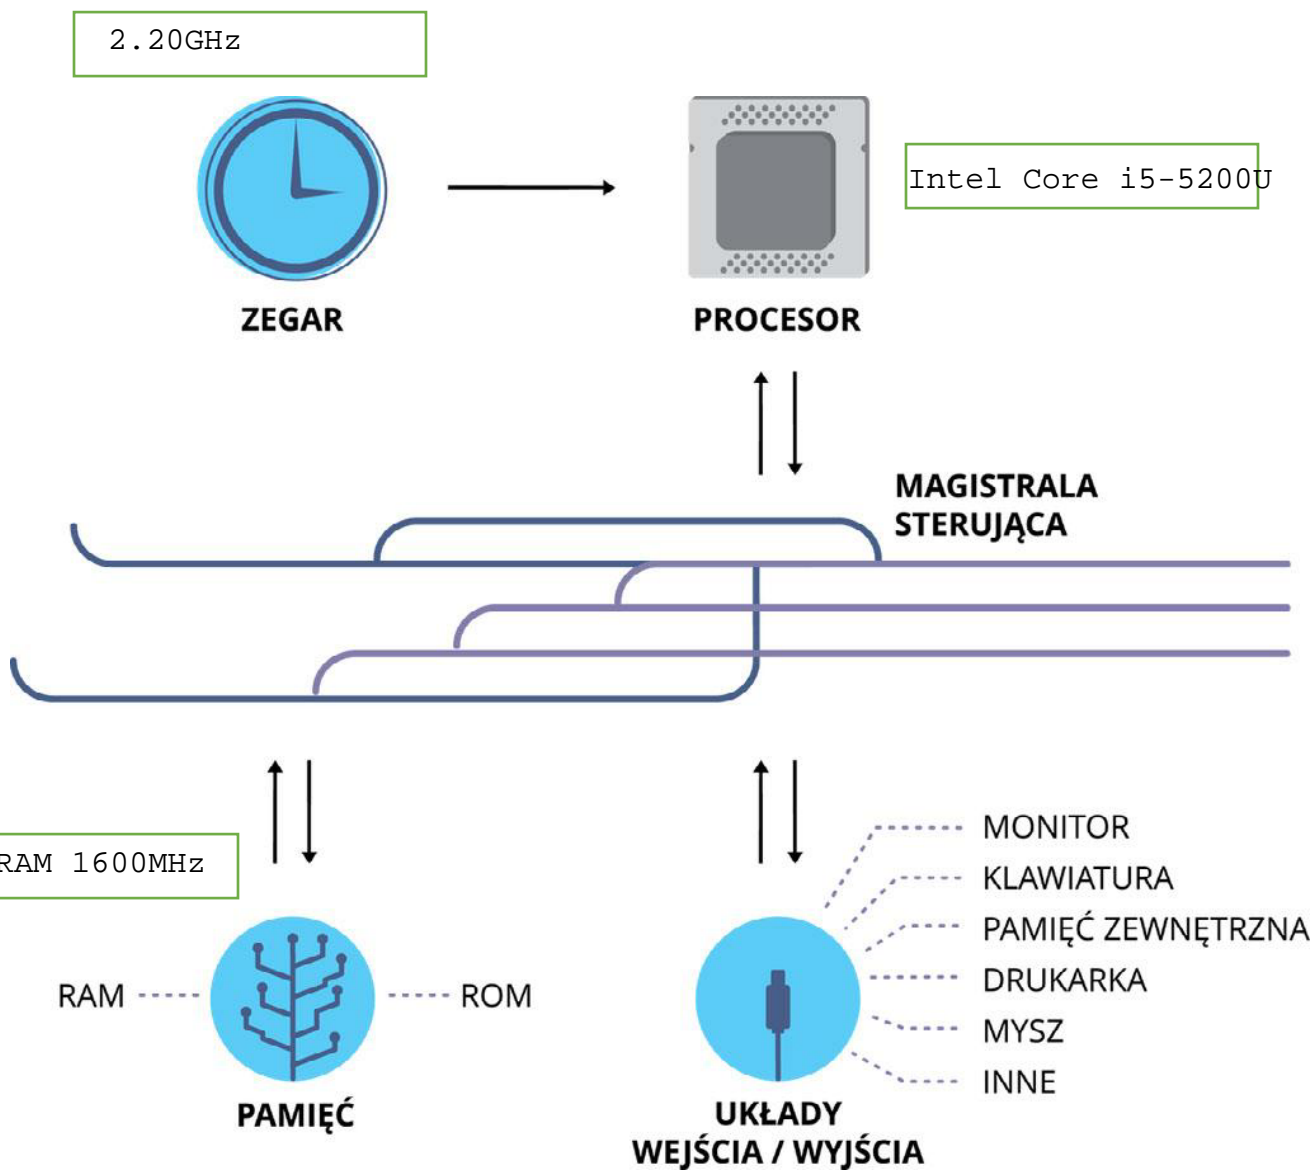 2.20GHz
Intel Core i5-5200U
ZEGAR
PROCESOR
MAGISTRALA
STERUJĄCA
RAM 1600MHz
MONITOR
KLAWIATURA
PAMIĘĆ ZEWNĘTRZNA
DRUKARKA
MYSZ
INNE
RAM
ROM
PAMIĘĆ
UKŁADY
WEJŚCIA / WYJŚCIA